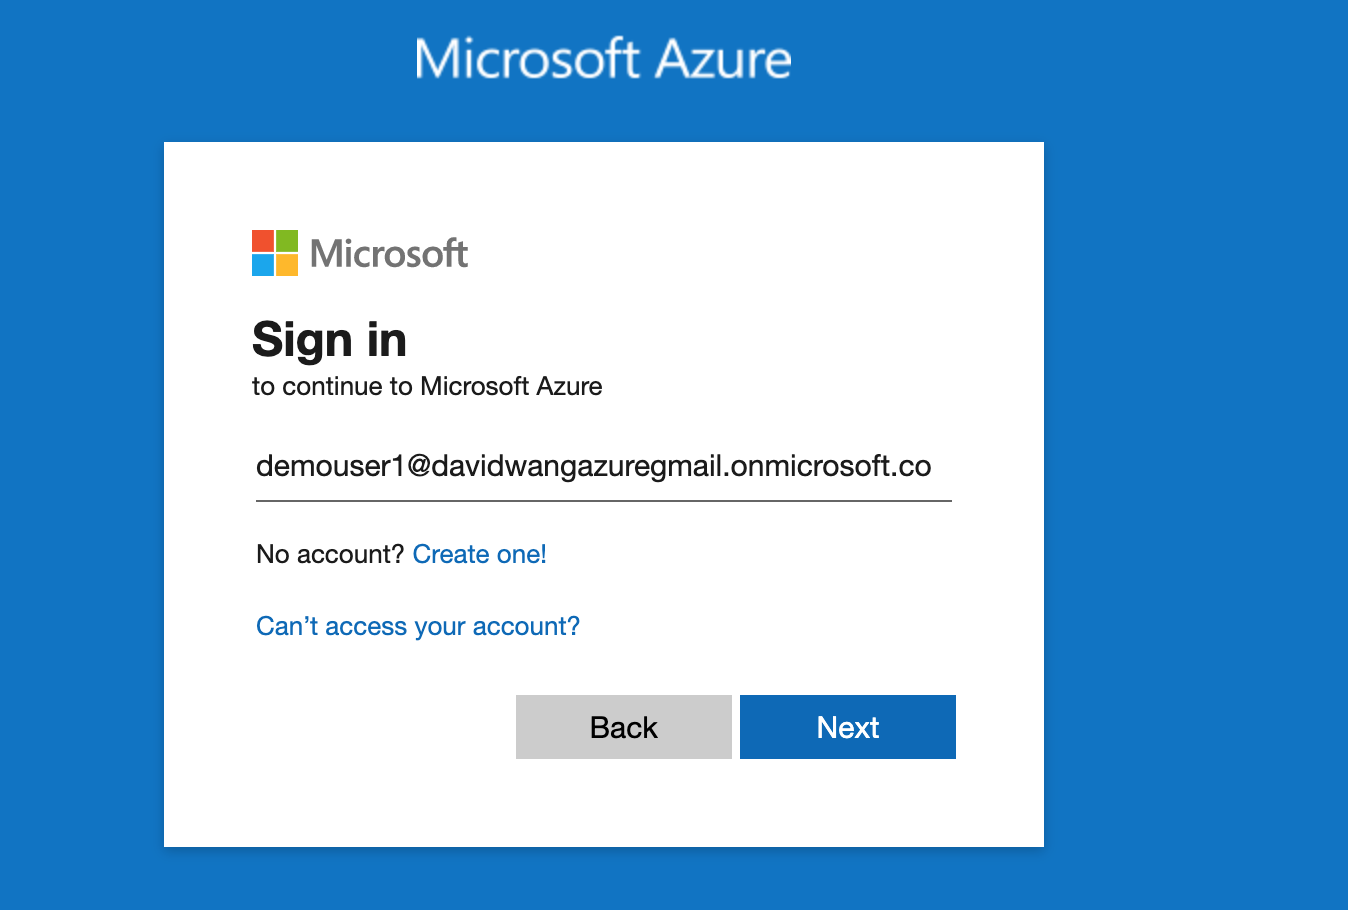 Microsoft Azure
Microsoft
Sign in
to continue to Microsoft Azure
demouser1@davidwangazuregmail.onmicrosoft.co
No account? Create one!
Can’t access your account?
Back
Next